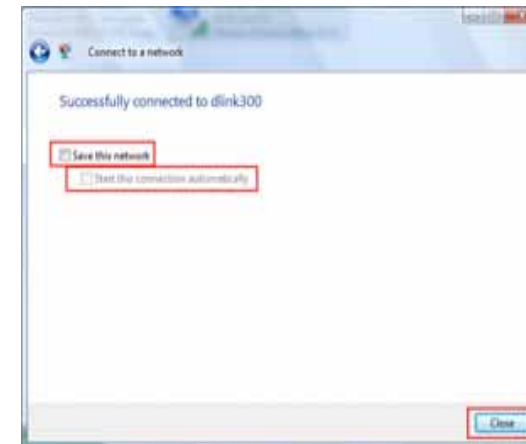 Connect to a network
Successfully connected to dlink300
Save this network
Start this connection automatically
Close